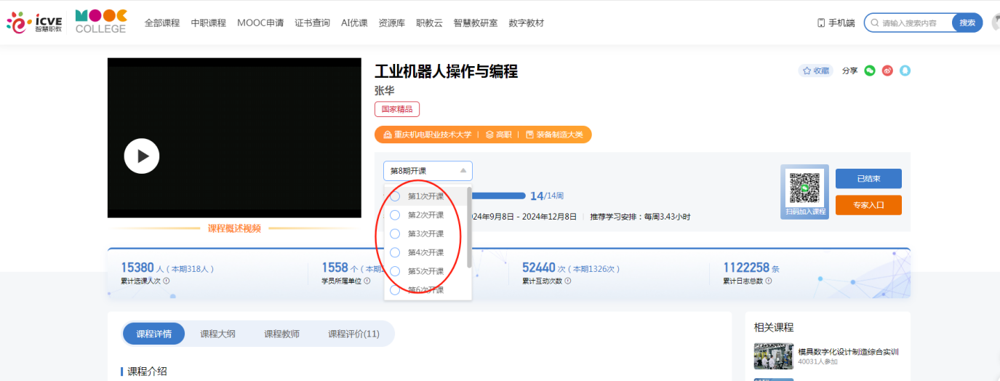 iCVE
智慧职教
MOOC
COLLEGE
全部课程 中职课程 MOOC申请 证书查询 AI优课 资源库 职教云 智慧教研室 数字教材
手机端
请输入搜索内容
搜索
工业机器人操作与编程
收藏 分享
张华
国家精品
重庆机电职业技术大学 | 高职 | 装备制造大类
第8期开课
第1次开课
第2次开课
第3次开课
第4次开课
第5次开课
第6次开课
14/14周
24年9月8日 - 2024年12月8日 | 推荐学习安排：每周3.43小时
扫码加入课程
已结束
专家入口
课程概述视频
15380 人（本期318人）
累计选课人次
1558 个（本期
学员所属单位
52440 次（本期1326次）
累计互动次数
1122258 条
累计日志总数
课程详情 课程大纲 课程教师 课程评价(11)
课程介绍
相关课程
模具数字化设计制造综合实训
40031人参加